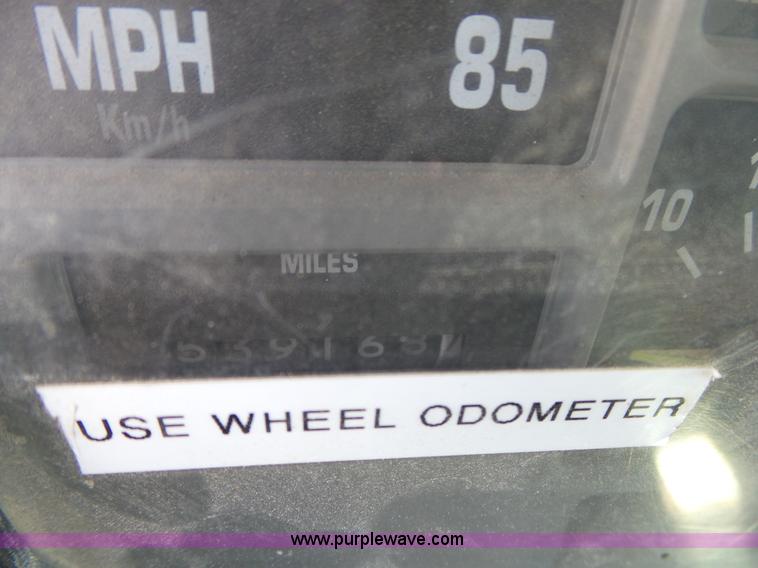 MPH 85
Km/h
10
MILES
USE WHEEL ODOMETER
www.purplewave.com